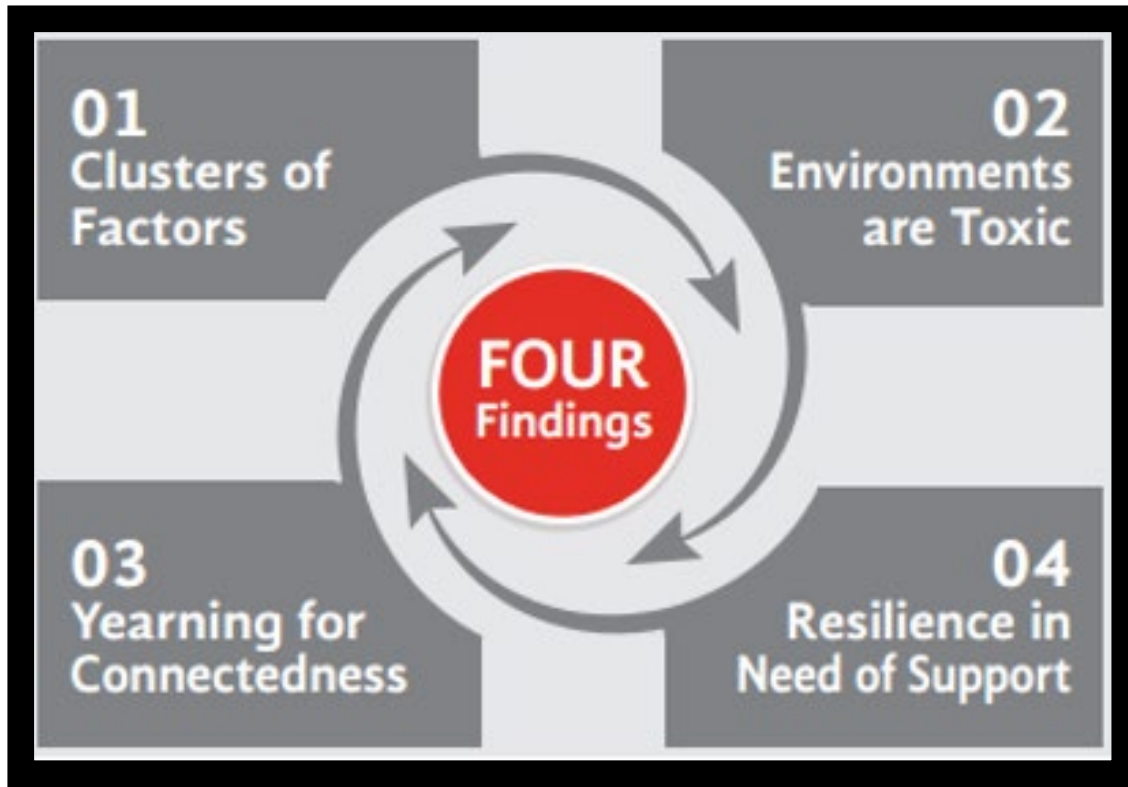 01
Clusters of
Factors
02
Environments
are Toxic
FOUR
Findings
03
Yearning for
Connectedness
04
Resilience in
Need of Support